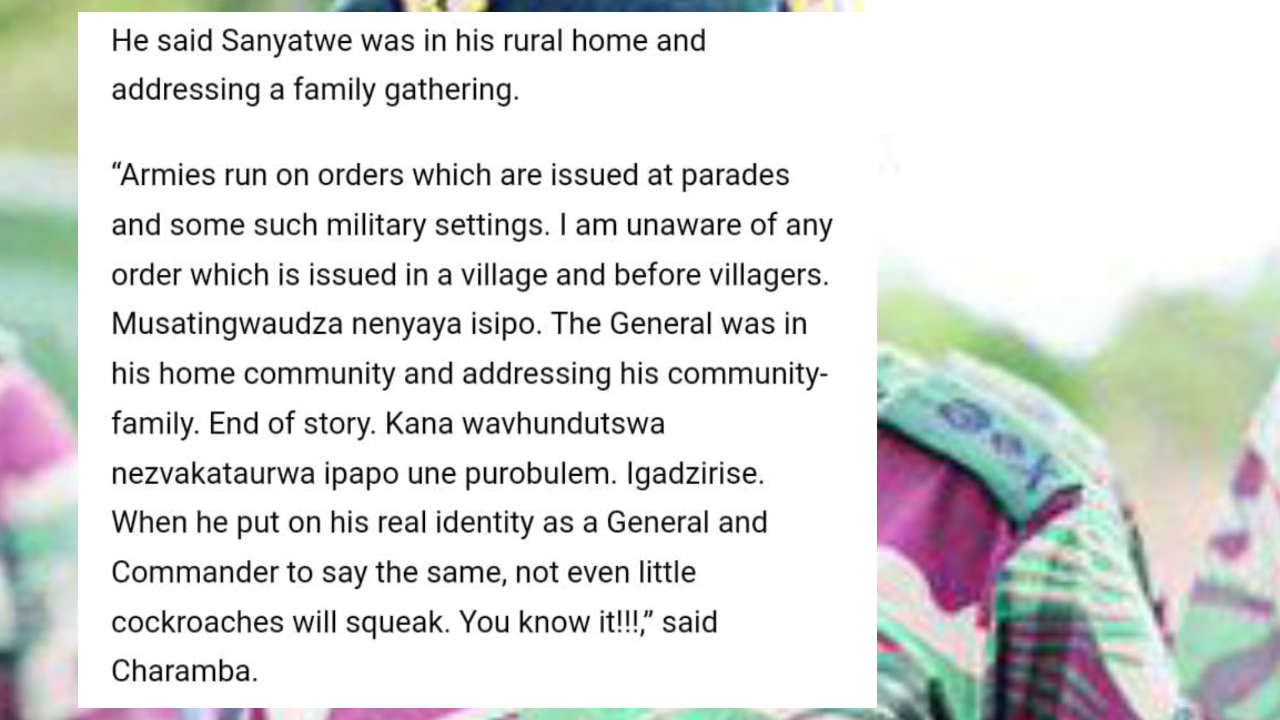 He said Sanyatwe was in his rural home and
addressing a family gathering.
“Armies run on orders which are issued at parades
and some such military settings. I am unaware of any
order which is issued in a village and before villagers.
Musatingwaudza nenyaya isipo. The General was in
his home community and addressing his community-
family. End of story. Kana wavhundutswa
nezvakataurwa ipapo une purobulem. Igadzirise.
When he put on his real identity as a General and
Commander to say the same, not even little
cockroaches will squeak. You know it!!!,” said
Charamba.